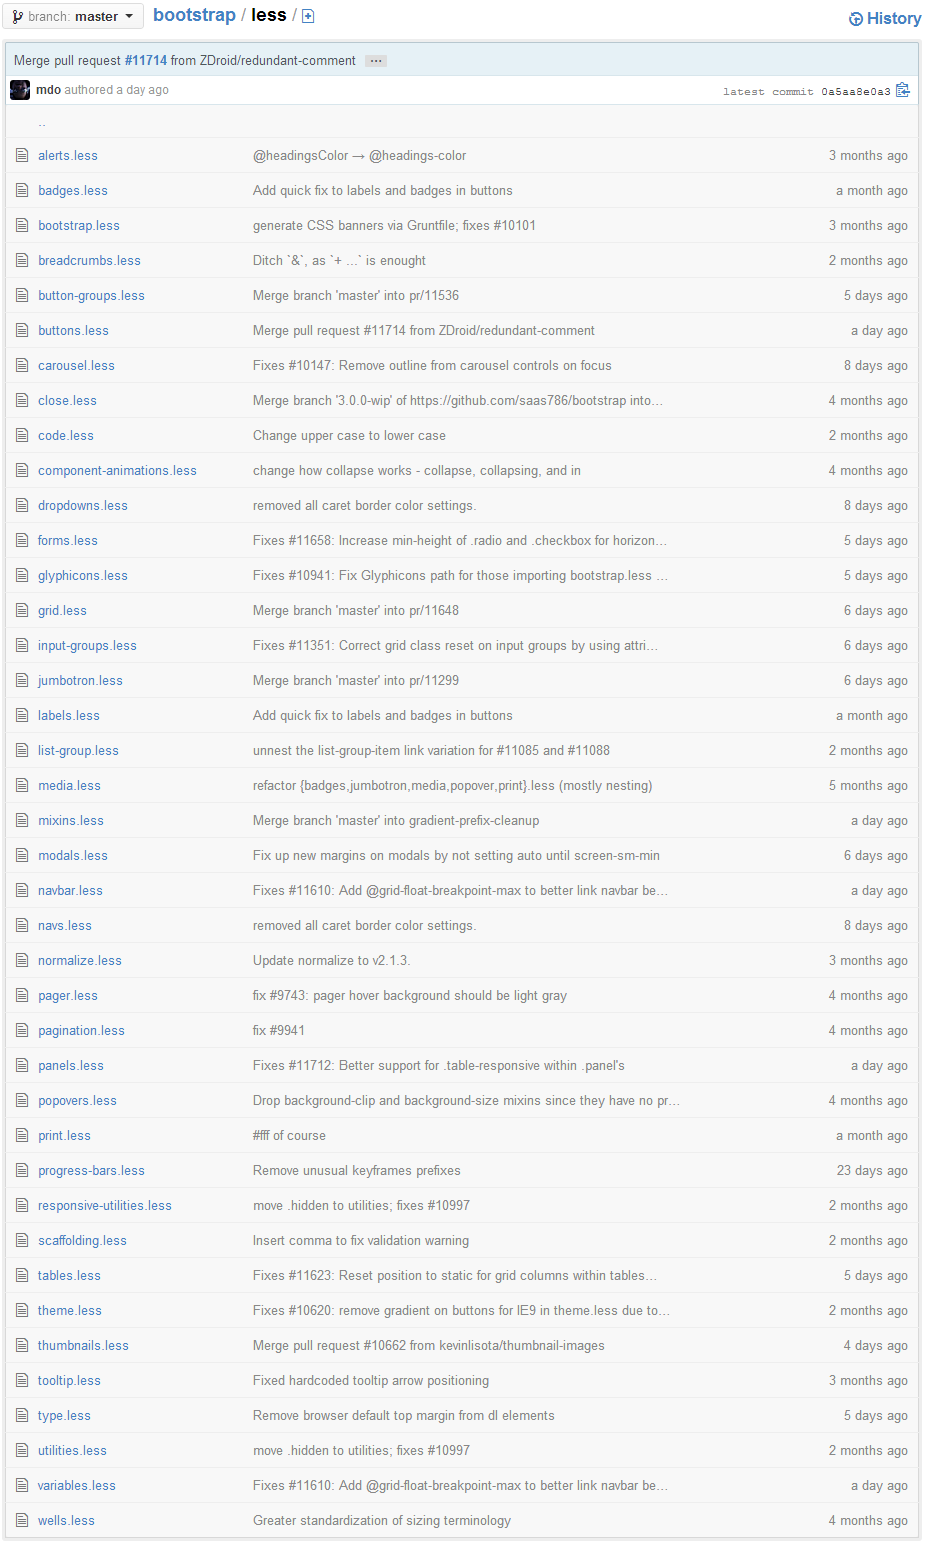 branch: master bootstrap / less / History
Merge pull request #11714 from ZDroid/redundant-comment ...
mdo authored a day ago latest commit 0a5aa8e0a3
..
alerts.less @headingsColor → @headings-color 3 months ago
badges.less Add quick fix to labels and badges in buttons a month ago
bootstrap.less generate CSS banners via Gruntfile; fixes #10101 3 months ago
breadcrumbs.less Ditch `&`, as `+ ...` is enought 2 months ago
button-groups.less Merge branch 'master' into pr/11536 5 days ago
buttons.less Merge pull request #11714 from ZDroid/redundant-comment a day ago
carousel.less Fixes #10147: Remove outline from carousel controls on focus 8 days ago
close.less Merge branch '3.0.0-wip' of https://github.com/saas786/bootstrap into… 4 months ago
code.less Change upper case to lower case 2 months ago
component-animations.less change how collapse works - collapse, collapsing, and in 4 months ago
dropdowns.less removed all caret border color settings. 8 days ago
forms.less Fixes #11658: Increase min-height of .radio and .checkbox for horizon… 5 days ago
glyphicons.less Fixes #10941: Fix Glyphicons path for those importing bootstrap.less … 5 days ago
grid.less Merge branch 'master' into pr/11648 6 days ago
input-groups.less Fixes #11351: Correct grid class reset on input groups by using attri… 6 days ago
jumbotron.less Merge branch 'master' into pr/11299 6 days ago
labels.less Add quick fix to labels and badges in buttons a month ago
list-group.less unnest the list-group-item link variation for #11085 and #11088 2 months ago
media.less refactor {badges,jumbotron,media,popover,print}.less (mostly nesting) 5 months ago
mixins.less Merge branch 'master' into gradient-prefix-cleanup a day ago
modals.less Fix up new margins on modals by not setting auto until screen-sm-min 6 days ago
navbar.less Fixes #11610: Add @grid-float-breakpoint-max to better link navbar be… a day ago
navs.less removed all caret border color settings. 8 days ago
normalize.less Update normalize to v2.1.3. 3 months ago
pager.less fix #9743: pager hover background should be light gray 4 months ago
pagination.less fix #9941 4 months ago
panels.less Fixes #11712: Better support for .table-responsive within .panel's a day ago
popovers.less Drop background-clip and background-size mixins since they have no pr… 4 months ago
print.less #fff of course a month ago
progress-bars.less Remove unusual keyframes prefixes 23 days ago
responsive-utilities.less move .hidden to utilities; fixes #10997 2 months ago
scaffolding.less Insert comma to fix validation warning 2 months ago
tables.less Fixes #11623: Reset position to static for grid columns within tables… 5 days ago
theme.less Fixes #10620: remove gradient on buttons for IE9 in theme.less due to… 2 months ago
thumbnails.less Merge pull request #10662 from kevinlisota/thumbnail-images 4 days ago
tooltip.less Fixed hardcoded tooltip arrow positioning 3 months ago
type.less Remove browser default top margin from dl elements 5 days ago
utilities.less move .hidden to utilities; fixes #10997 2 months ago
variables.less Fixes #11610: Add @grid-float-breakpoint-max to better link navbar be… a day ago
wells.less Greater standardization of sizing terminology 4 months ago